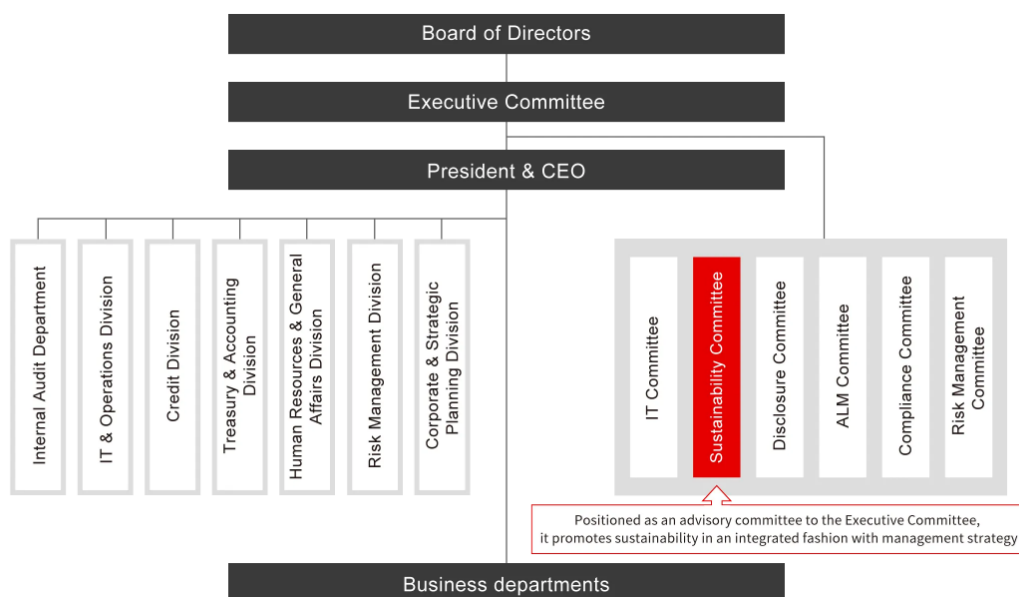 Board of Directors
Executive Committee
President & CEO
Internal Audit Department
IT & Operations Division
Credit Division
Treasury & Accounting
Division
Human Resources & General
Affairs Division
Risk Management Division
Corporate & Strategic
Planning Division
IT Committee
Sustainability Committee
Disclosure Committee
ALM Committee
Compliance Committee
Risk Management
Committee
Positioned as an advisory committee to the Executive Committee,
it promotes sustainability in an integrated fashion with management strategy
Business departments